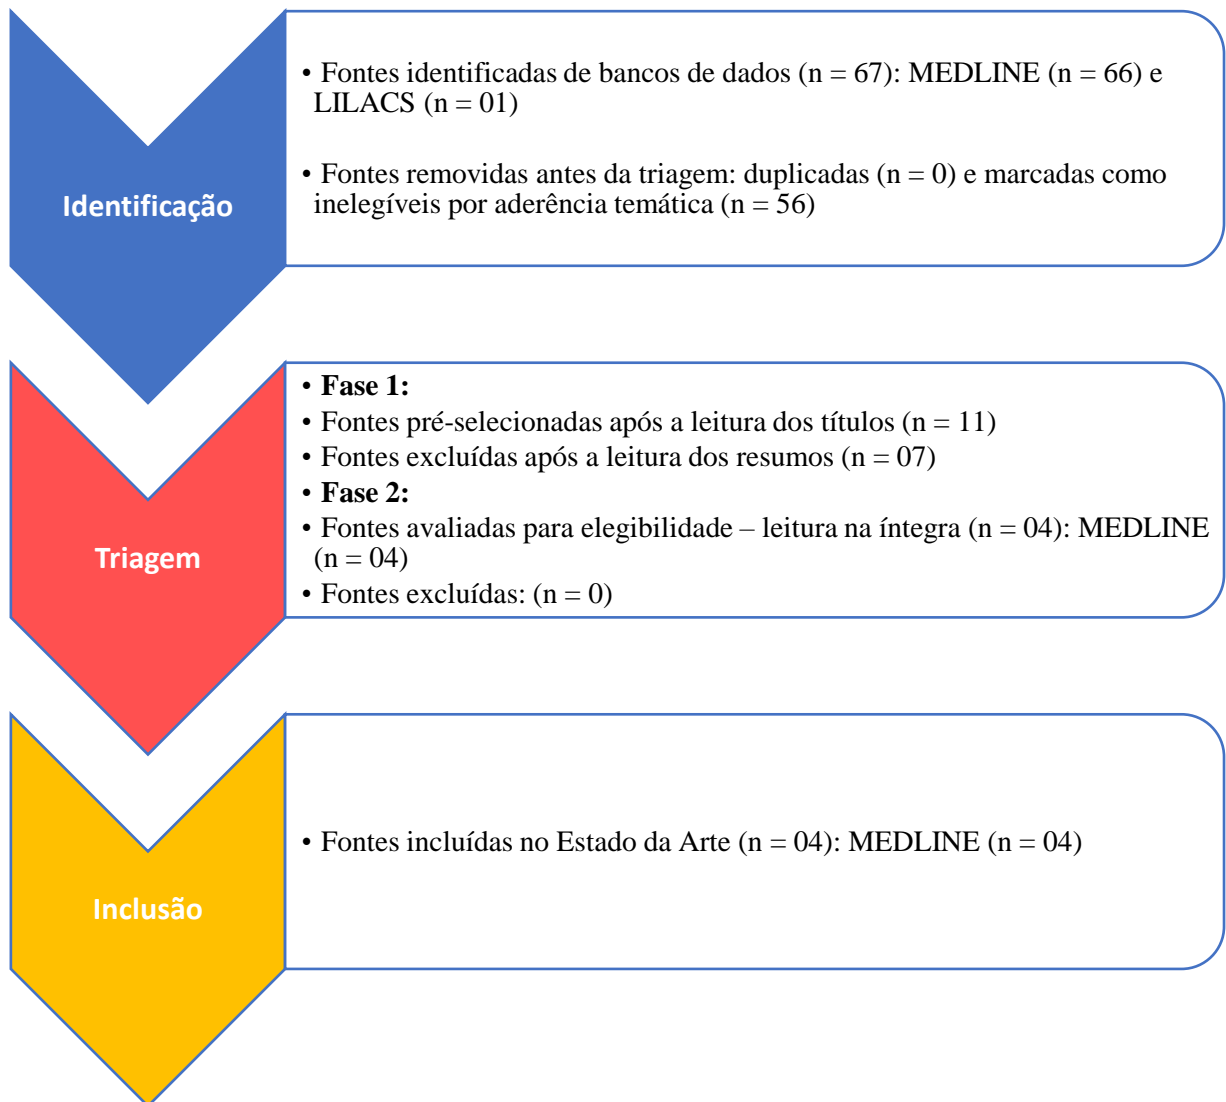 Identificação
• Fontes identificadas de bancos de dados (n = 67): MEDLINE (n = 66) e
LILACS (n = 01)
• Fontes removidas antes da triagem: duplicadas (n = 0) e marcadas como
inelegíveis por aderência temática (n = 56)
Triagem
• Fase 1:
• Fontes pré-selecionadas após a leitura dos títulos (n = 11)
• Fontes excluídas após a leitura dos resumos (n = 07)
• Fase 2:
• Fontes avaliadas para elegibilidade – leitura na íntegra (n = 04): MEDLINE
(n = 04)
• Fontes excluídas: (n = 0)
Inclusão
• Fontes incluídas no Estado da Arte (n = 04): MEDLINE (n = 04)